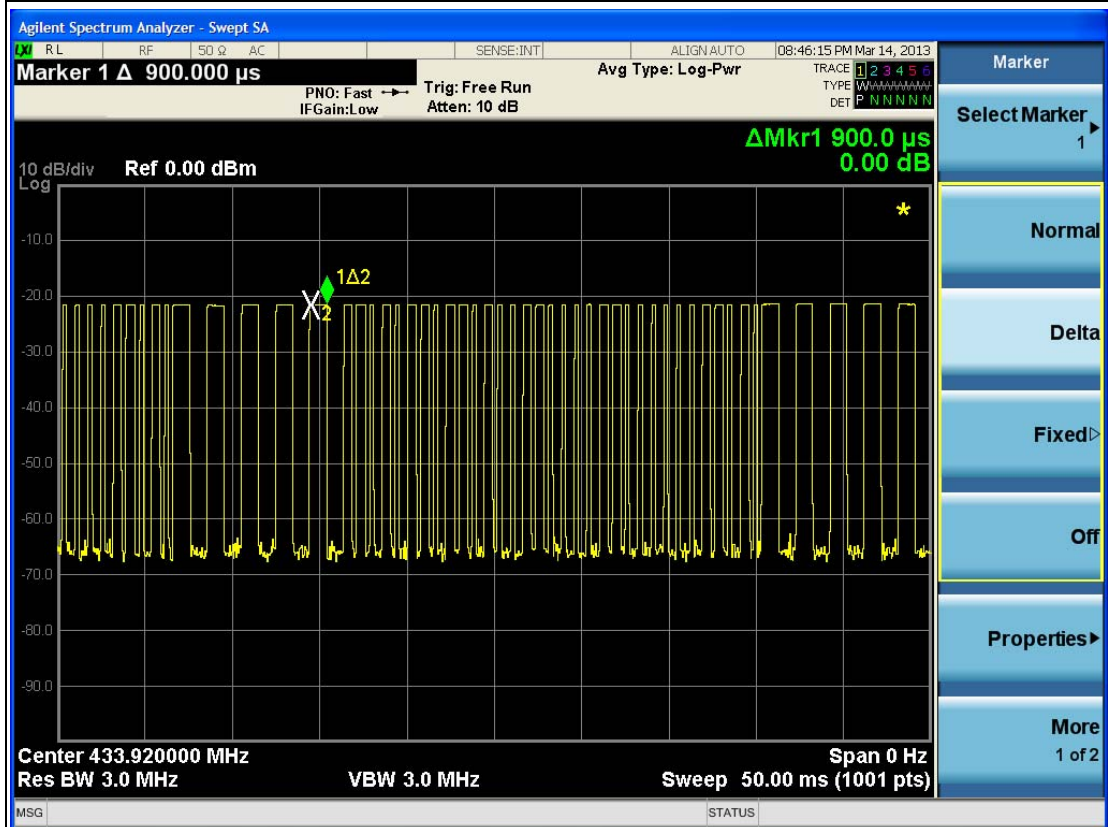 Agilent Spectrum Analyzer - Swept SA
LXI RL RF 50 Ω AC SENSE:INT ALIGN AUTO 08:46:15 PM Mar 14, 2013
Marker 1 Δ 900.000 µs
PNO: Fast
IFGain:Low
Trig: Free Run
Atten: 10 dB
Avg Type: Log-Pwr
TRACE 1 2 3 4 5 6
TYPE WWWWWWW
DET P N N N N N
ΔMkr1 900.0 µs
0.00 dB
10 dB/div Ref 0.00 dBm
Log
-10.0
-20.0
-30.0
-40.0
-50.0
-60.0
-70.0
-80.0
-90.0
1Δ2
2
*
Center 433.920000 MHz
Span 0 Hz
Res BW 3.0 MHz
VBW 3.0 MHz
Sweep 50.00 ms (1001 pts)
MSG
STATUS
Marker
Select Marker
1
Normal
Delta
Fixed
Off
Properties
More
1 of 2